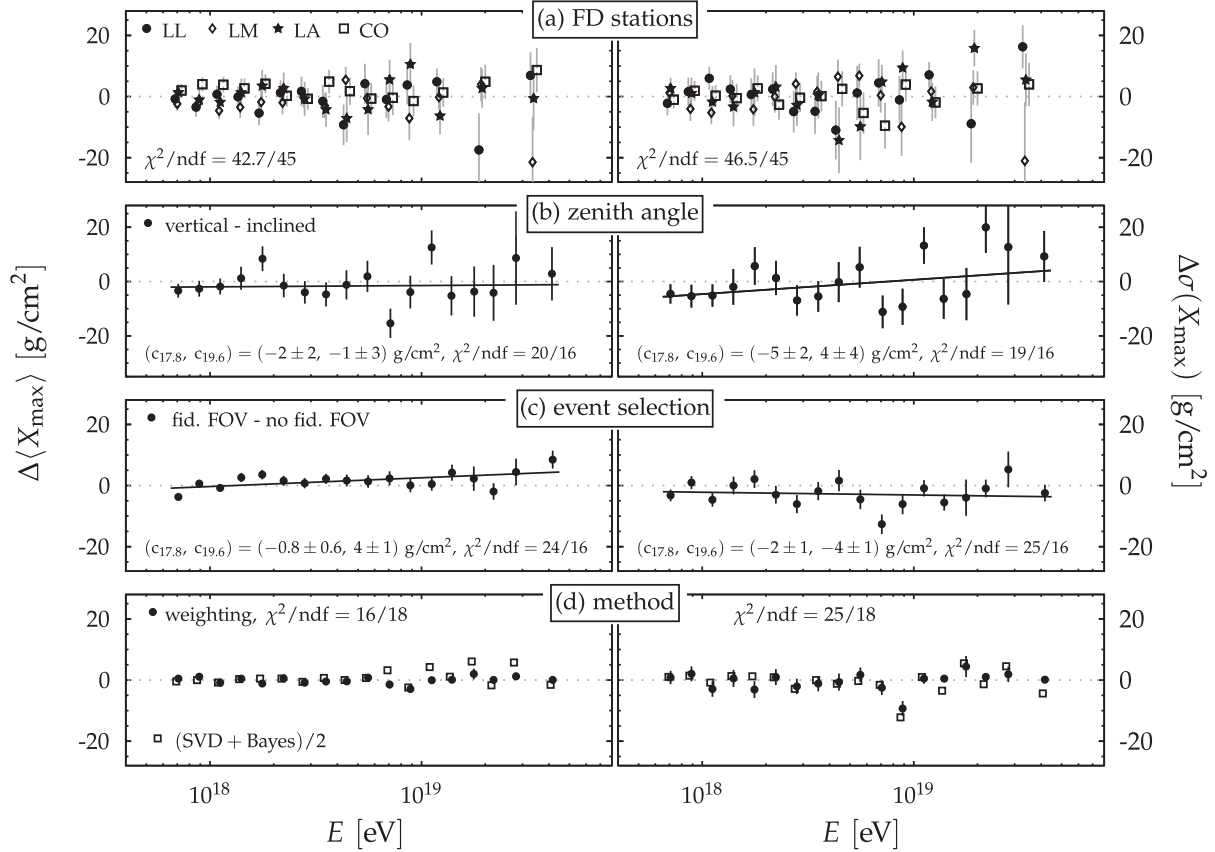 (a) FD stations
LL LM LA CO
20
0
-20
χ²/ndf = 42.7/45
χ²/ndf = 46.5/45
20
0
-20
(b) zenith angle
vertical - inclined
20
0
-20
(c₁₇.₈, c₁₉.₆) = (−2 ± 2, −1 ± 3) g/cm², χ²/ndf = 20/16
(c₁₇.₈, c₁₉.₆) = (−5 ± 2, 4 ± 4) g/cm², χ²/ndf = 19/16
20
0
-20
(c) event selection
fid. FOV - no fid. FOV
20
0
-20
(c₁₇.₈, c₁₉.₆) = (−0.8 ± 0.6, 4 ± 1) g/cm², χ²/ndf = 24/16
(c₁₇.₈, c₁₉.₆) = (−2 ± 1, −4 ± 1) g/cm², χ²/ndf = 25/16
20
0
-20
(d) method
weighting, χ²/ndf = 16/18
χ²/ndf = 25/18
20
0
-20
(SVD + Bayes)/2
20
0
-20
Δ⟨Xmax⟩ [g/cm²]
Δσ(Xmax) [g/cm²]
10¹⁸
10¹⁹
10¹⁸
10¹⁹
E [eV]
E [eV]